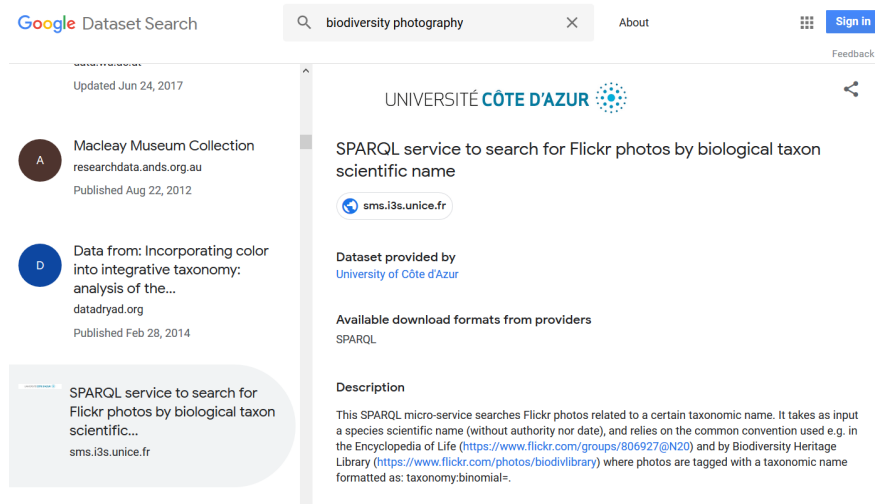 Google Dataset Search
biodiversity photography
About
Sign in
Feedback
Updated Jun 24, 2017
A
Macleay Museum Collection
researchdata.ands.org.au
Published Aug 22, 2012
D
Data from: Incorporating color
into integrative taxonomy:
analysis of the...
datadryad.org
Published Feb 28, 2014
SPARQL service to search for
Flickr photos by biological taxon
scientific...
sms.i3s.unice.fr
UNIVERSITÉ CÔTE D'AZUR
SPARQL service to search for Flickr photos by biological taxon
scientific name
sms.i3s.unice.fr
Dataset provided by
University of Côte d'Azur
Available download formats from providers
SPARQL
Description
This SPARQL micro-service searches Flickr photos related to a certain taxonomic name. It takes as input
a species scientific name (without authority nor date), and relies on the common convention used e.g. in
the Encyclopedia of Life (https://www.flickr.com/groups/806927@N20) and by Biodiversity Heritage
Library (https://www.flickr.com/photos/biodivlibrary) where photos are tagged with a taxonomic name
formatted as: taxonomy:binomial=.